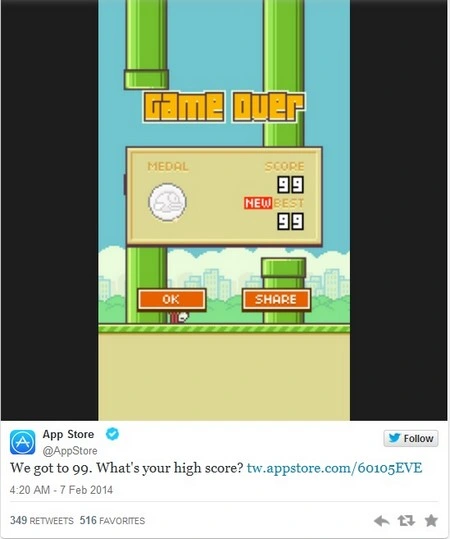 Game Over
MEDAL SCORE
99
NEW BEST
99
OK SHARE
App Store
Follow
@AppStore
We got to 99. What's your high score? tw.appstore.com/60105EVE
4:20 AM - 7 Feb 2014
349 RETWEETS 516 FAVORITES